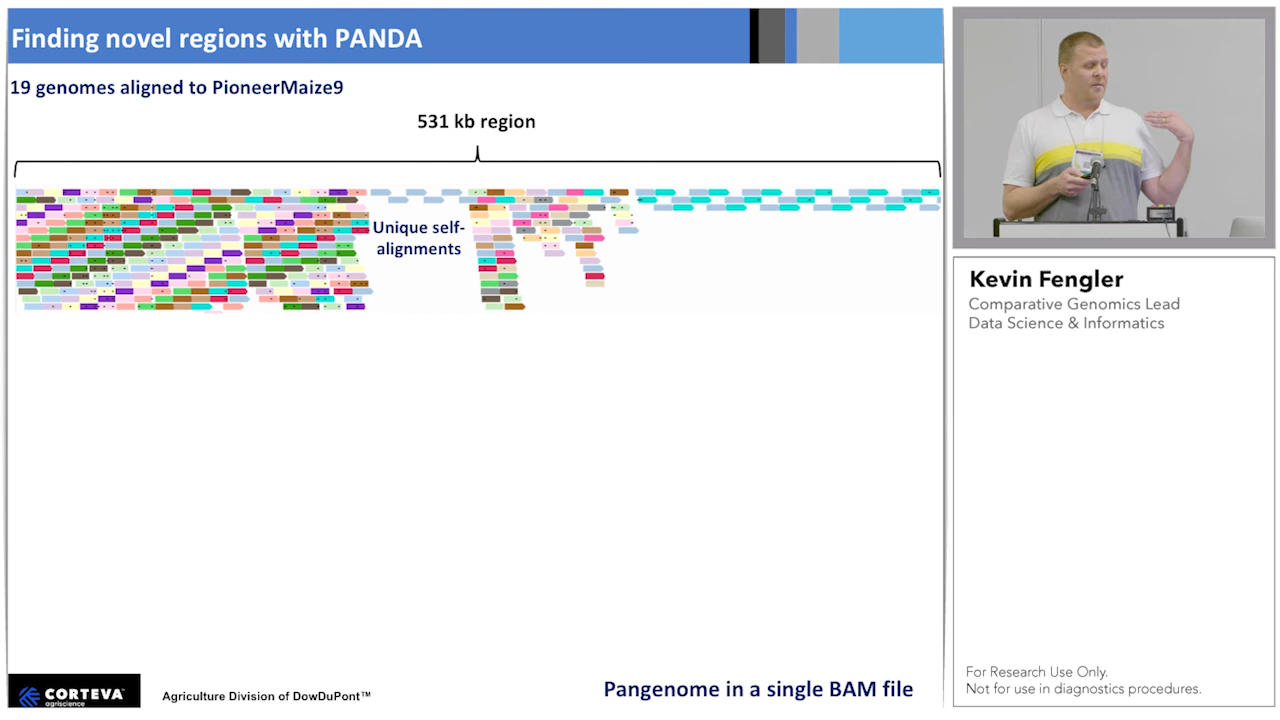 Finding novel regions with PANDA
19 genomes aligned to PioneerMaize9
531 kb region
Unique self-
alignments
CORTEVA™
agriscience
Agriculture Division of DowDuPont™
Pangenome in a single BAM file
Kevin Fengler
Comparative Genomics Lead
Data Science & Informatics
For Research Use Only.
Not for use in diagnostics procedures.